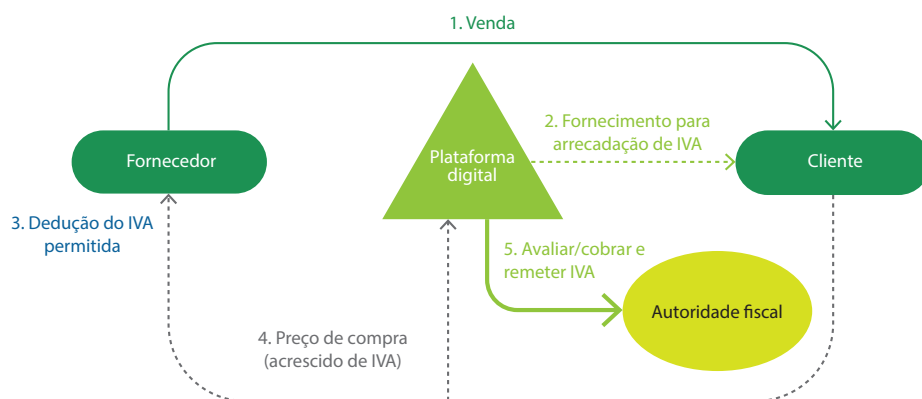 1. Venda
2. Fornecimento para
arrecadação de IVA
Fornecedor
Plataforma
digital
Cliente
3. Dedução do IVA
permitida
5. Avaliar/cobrar e
remeter IVA
Autoridade fiscal
4. Preço de compra
(acrescido de IVA)